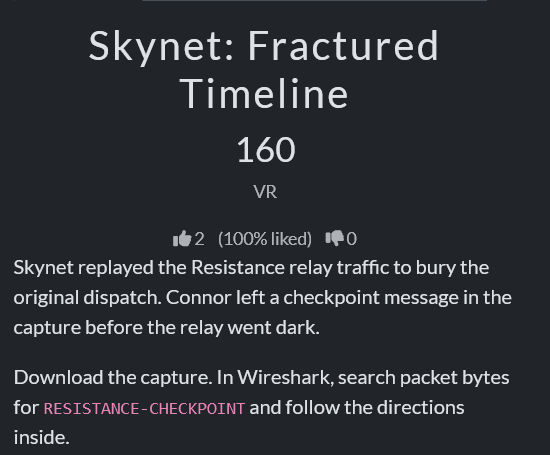 Skynet: Fractured
Timeline
160
VR
2 (100% liked) 0
Skynet replayed the Resistance relay traffic to bury the
original dispatch. Connor left a checkpoint message in the
capture before the relay went dark.
Download the capture. In Wireshark, search packet bytes
for RESISTANCE-CHECKPOINT and follow the directions
inside.